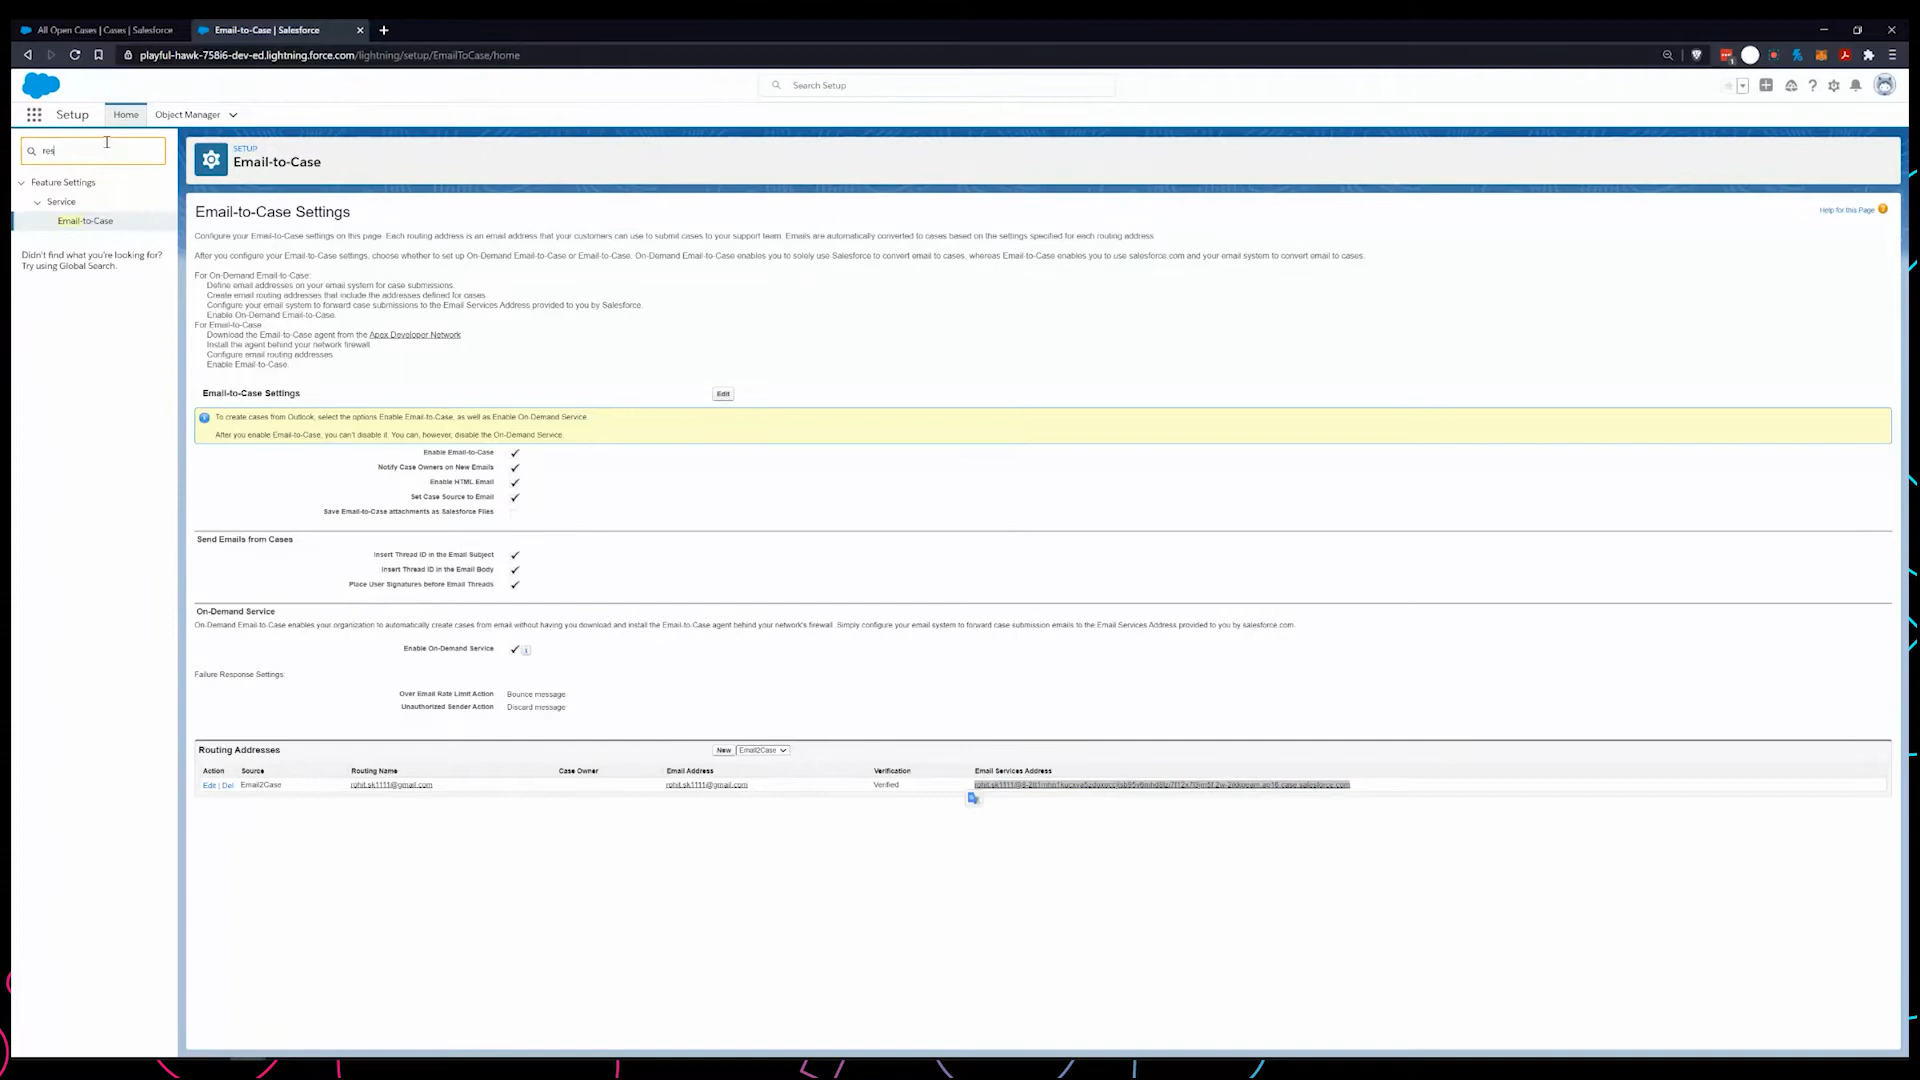 All Open Cases | Cases | Salesforce
Email-to-Case | Salesforce
playful-hawk-758i6-dev-ed.lightning.force.com/lightning/setup/EmailToCase/home
Search Setup
Setup
Home
Object Manager
res
Feature Settings
Service
Email-to-Case
Didn't find what you're looking for?
Try using Global Search.
SETUP
Email-to-Case
Email-to-Case Settings
Help for this Page
Configure your Email-to-Case settings on this page. Each routing address is an email address that your customers can use to submit cases to your support team. Emails are automatically converted to cases based on the settings specified for each routing address.
After you configure your Email-to-Case settings, choose whether to set up On-Demand Email-to-Case or Email-to-Case. On-Demand Email-to-Case enables you to solely use Salesforce to convert email to cases, whereas Email-to-Case enables you to use salesforce.com and your email system to convert email to cases.
For On-Demand Email-to-Case:
Define email addresses on your email system for case submissions.
Create email routing addresses that include the addresses defined for cases.
Configure your email system to forward case submissions to the Email Services Address provided to you by Salesforce.
Enable On-Demand Email-to-Case.
For Email-to-Case
Download the Email-to-Case agent from the Apex Developer Network
Install the agent behind your network firewall
Configure email routing addresses
Enable Email-to-Case.
Email-to-Case Settings
Edit
To create cases from Outlook, select the options Enable Email-to-Case, as well as Enable On-Demand Service
After you enable Email-to-Case, you can't disable it. You can, however, disable the On-Demand Service.
Enable Email-to-Case
Notify Case Owners on New Emails
Enable HTML Email
Set Case Source to Email
Save Email-to-Case attachments as Salesforce Files
Send Emails from Cases
Insert Thread ID in the Email Subject
Insert Thread ID in the Email Body
Place User Signatures before Email Threads
On-Demand Service
On-Demand Email-to-Case enables your organization to automatically create cases from email without having you download and install the Email-to-Case agent behind your network's firewall. Simply configure your email system to forward case submission emails to the Email Services Address provided to you by salesforce.com.
Enable On-Demand Service
Failure Response Settings:
Over Email Rate Limit Action Bounce message
Unauthorized Sender Action Discard message
Routing Addresses
New
Email2Case
Action Source Routing Name Case Owner Email Address Verification Email Services Address
Edit | Del Email2Case rohit.sk1111@gmail.com rohit.sk1111@gmail.com Verified